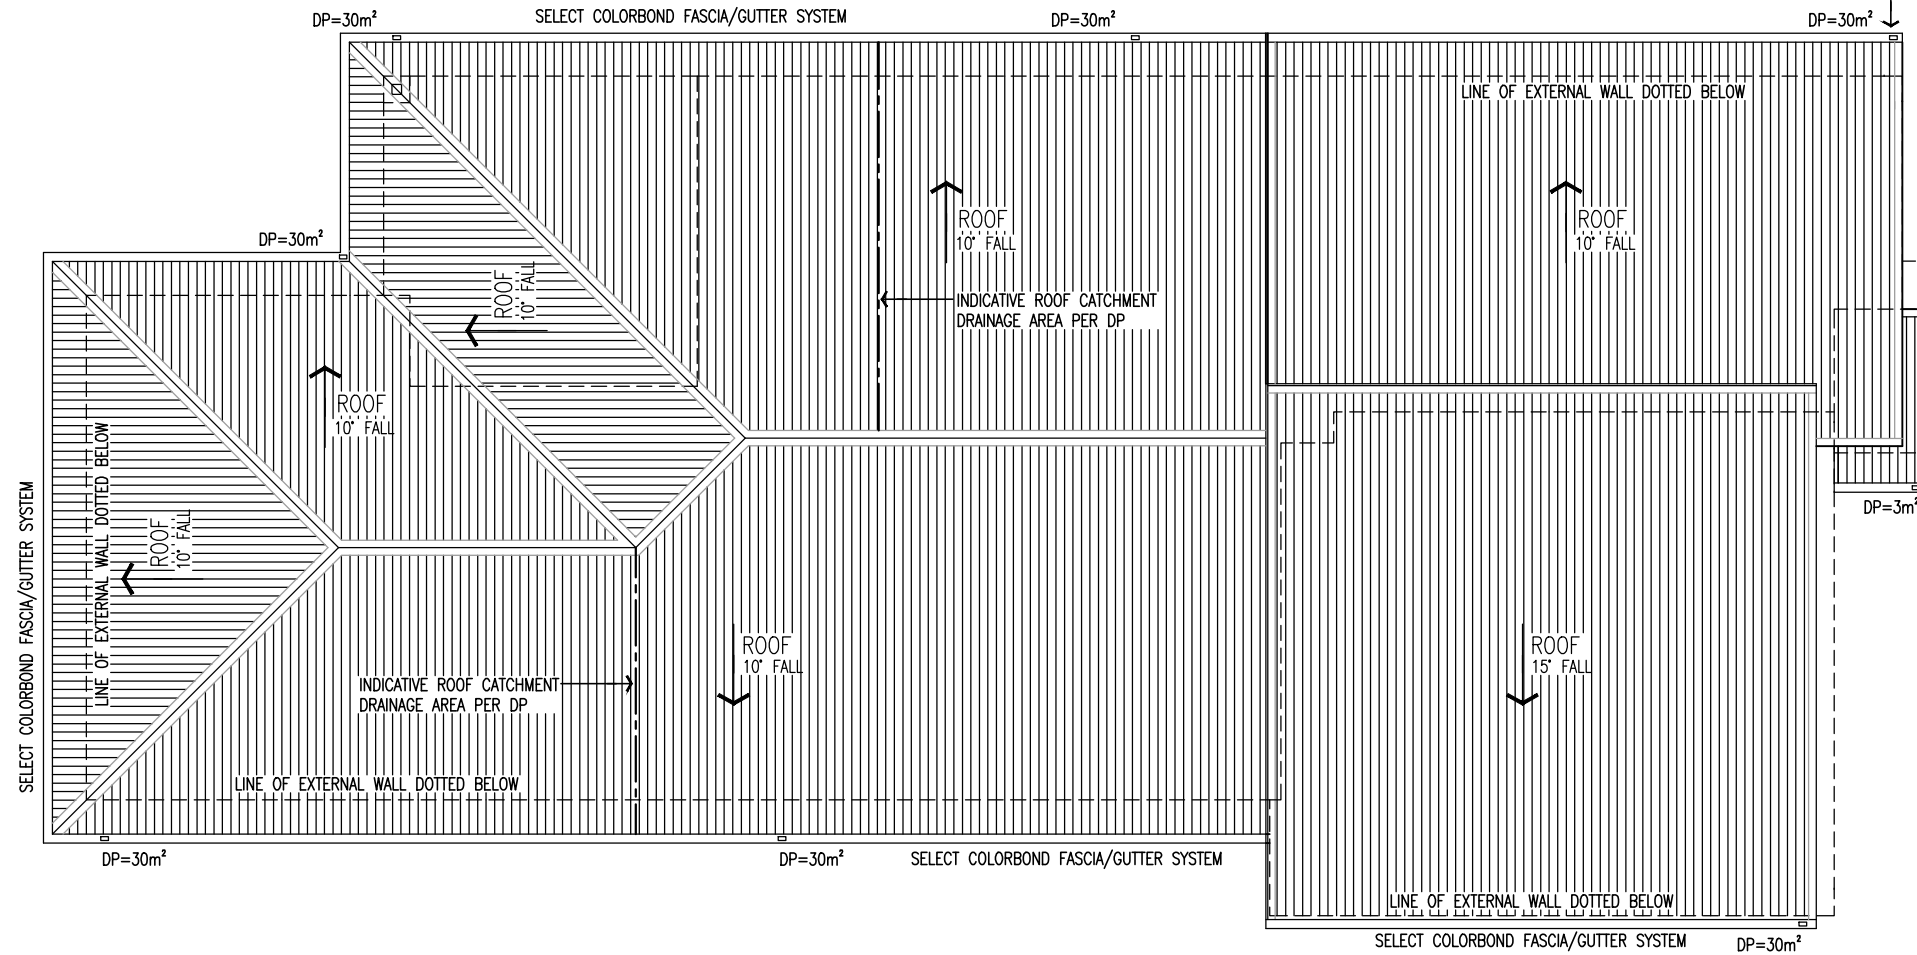 DP=30m²
SELECT COLORBOND FASCIA/GUTTER SYSTEM
DP=30m²
DP=30m²
LINE OF EXTERNAL WALL DOTTED BELOW
DP=30m²
ROOF
10° FALL
ROOF
10° FALL
ROOF
10° FALL
INDICATIVE ROOF CATCHMENT
DRAINAGE AREA PER DP
ROOF
10° FALL
SELECT COLORBOND FASCIA/GUTTER SYSTEM
LINE OF EXTERNAL WALL DOTTED BELOW
ROOF
10° FALL
DP=3m²
ROOF
10° FALL
ROOF
15° FALL
INDICATIVE ROOF CATCHMENT
DRAINAGE AREA PER DP
LINE OF EXTERNAL WALL DOTTED BELOW
DP=30m²
DP=30m²
SELECT COLORBOND FASCIA/GUTTER SYSTEM
LINE OF EXTERNAL WALL DOTTED BELOW
SELECT COLORBOND FASCIA/GUTTER SYSTEM
DP=30m²